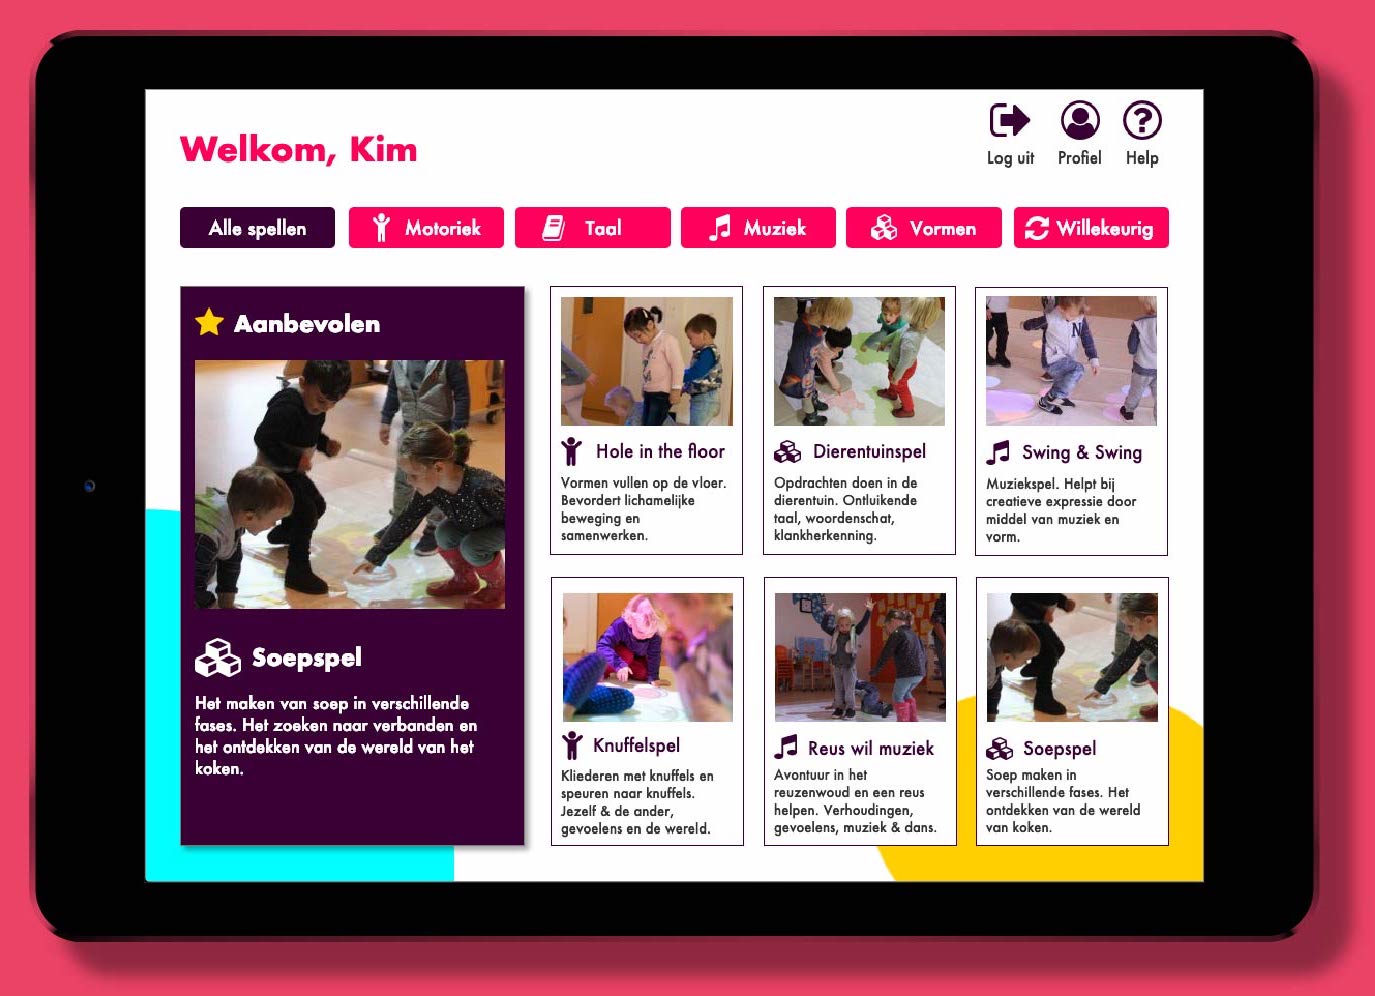 Welkom, Kim
Log uit
Profiel
Help
Alle spellen
Motoriek
Taal
Muziek
Vormen
Willekeurig
Aanbevolen
Soepspel
Het maken van soep in verschillende
fases. Het zoeken naar verbanden en
het ontdekken van de wereld van het
koken.
Hole in the floor
Vormen vullen op de vloer.
Bevordert lichamelijke
beweging en
samenwerken.
Dierentuinspel
Opdrachten doen in de
dierentuin. Ontluikende
taal, woordenschat,
klankherkenning.
Swing & Swing
Muziekspel. Helpt bij
creatieve expressie door
middel van muziek en
vorm.
Knuffelspel
Kliederen met knuffels en
speuren naar knuffels.
Jezelf & de ander,
gevoelens en de wereld.
Reus wil muziek
Avontuur in het
reuzenwoud en een reus
helpen. Verhoudingen,
gevoelens, muziek & dans.
Soepspel
Soep maken in
verschillende fases. Het
ontdekken van de wereld
van koken.